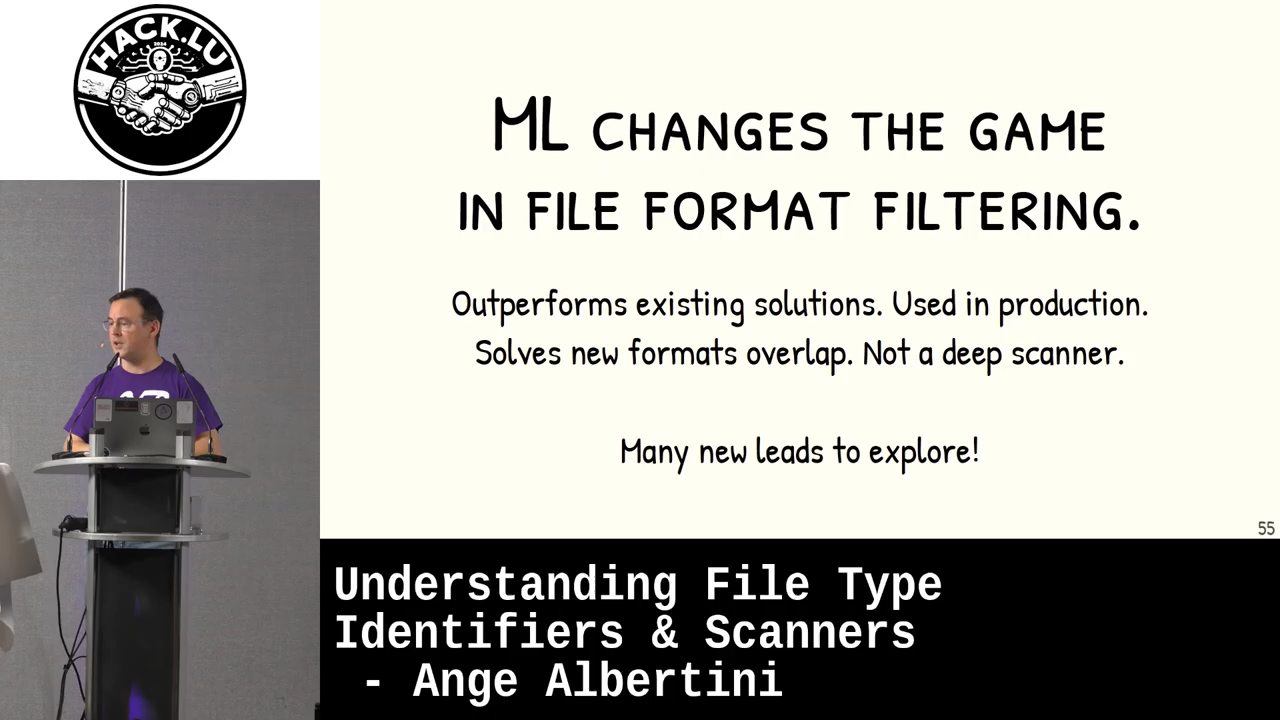 HACK.LU
2024
ML CHANGES THE GAME
IN FILE FORMAT FILTERING.
Outperforms existing solutions. Used in production.
Solves new formats overlap. Not a deep scanner.
Many new leads to explore!
55
Understanding File Type
Identifiers & Scanners
- Ange Albertini